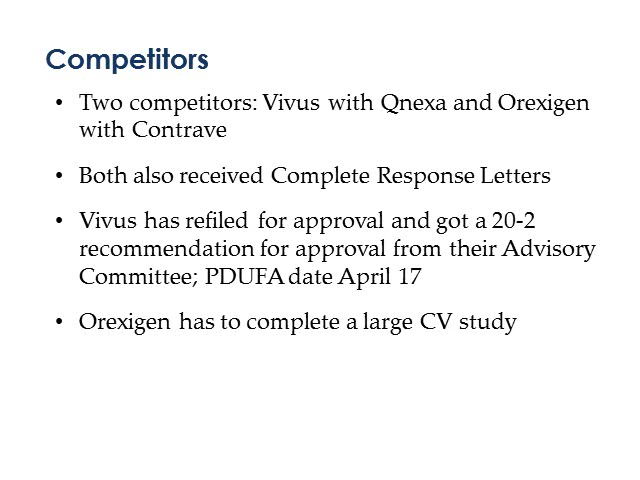 Competitors
• Two competitors: Vivus with Qnexa and Orexigen
with Contrave
• Both also received Complete Response Letters
• Vivus has refiled for approval and got a 20-2
recommendation for approval from their Advisory
Committee; PDUFA date April 17
• Orexigen has to complete a large CV study